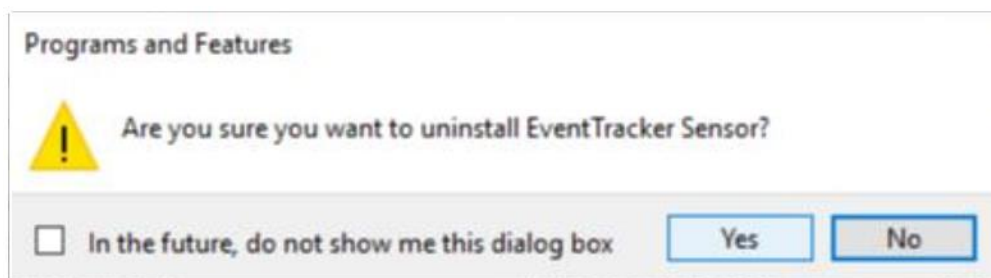 Programs and Features
Are you sure you want to uninstall EventTracker Sensor?
In the future, do not show me this dialog box
Yes
No